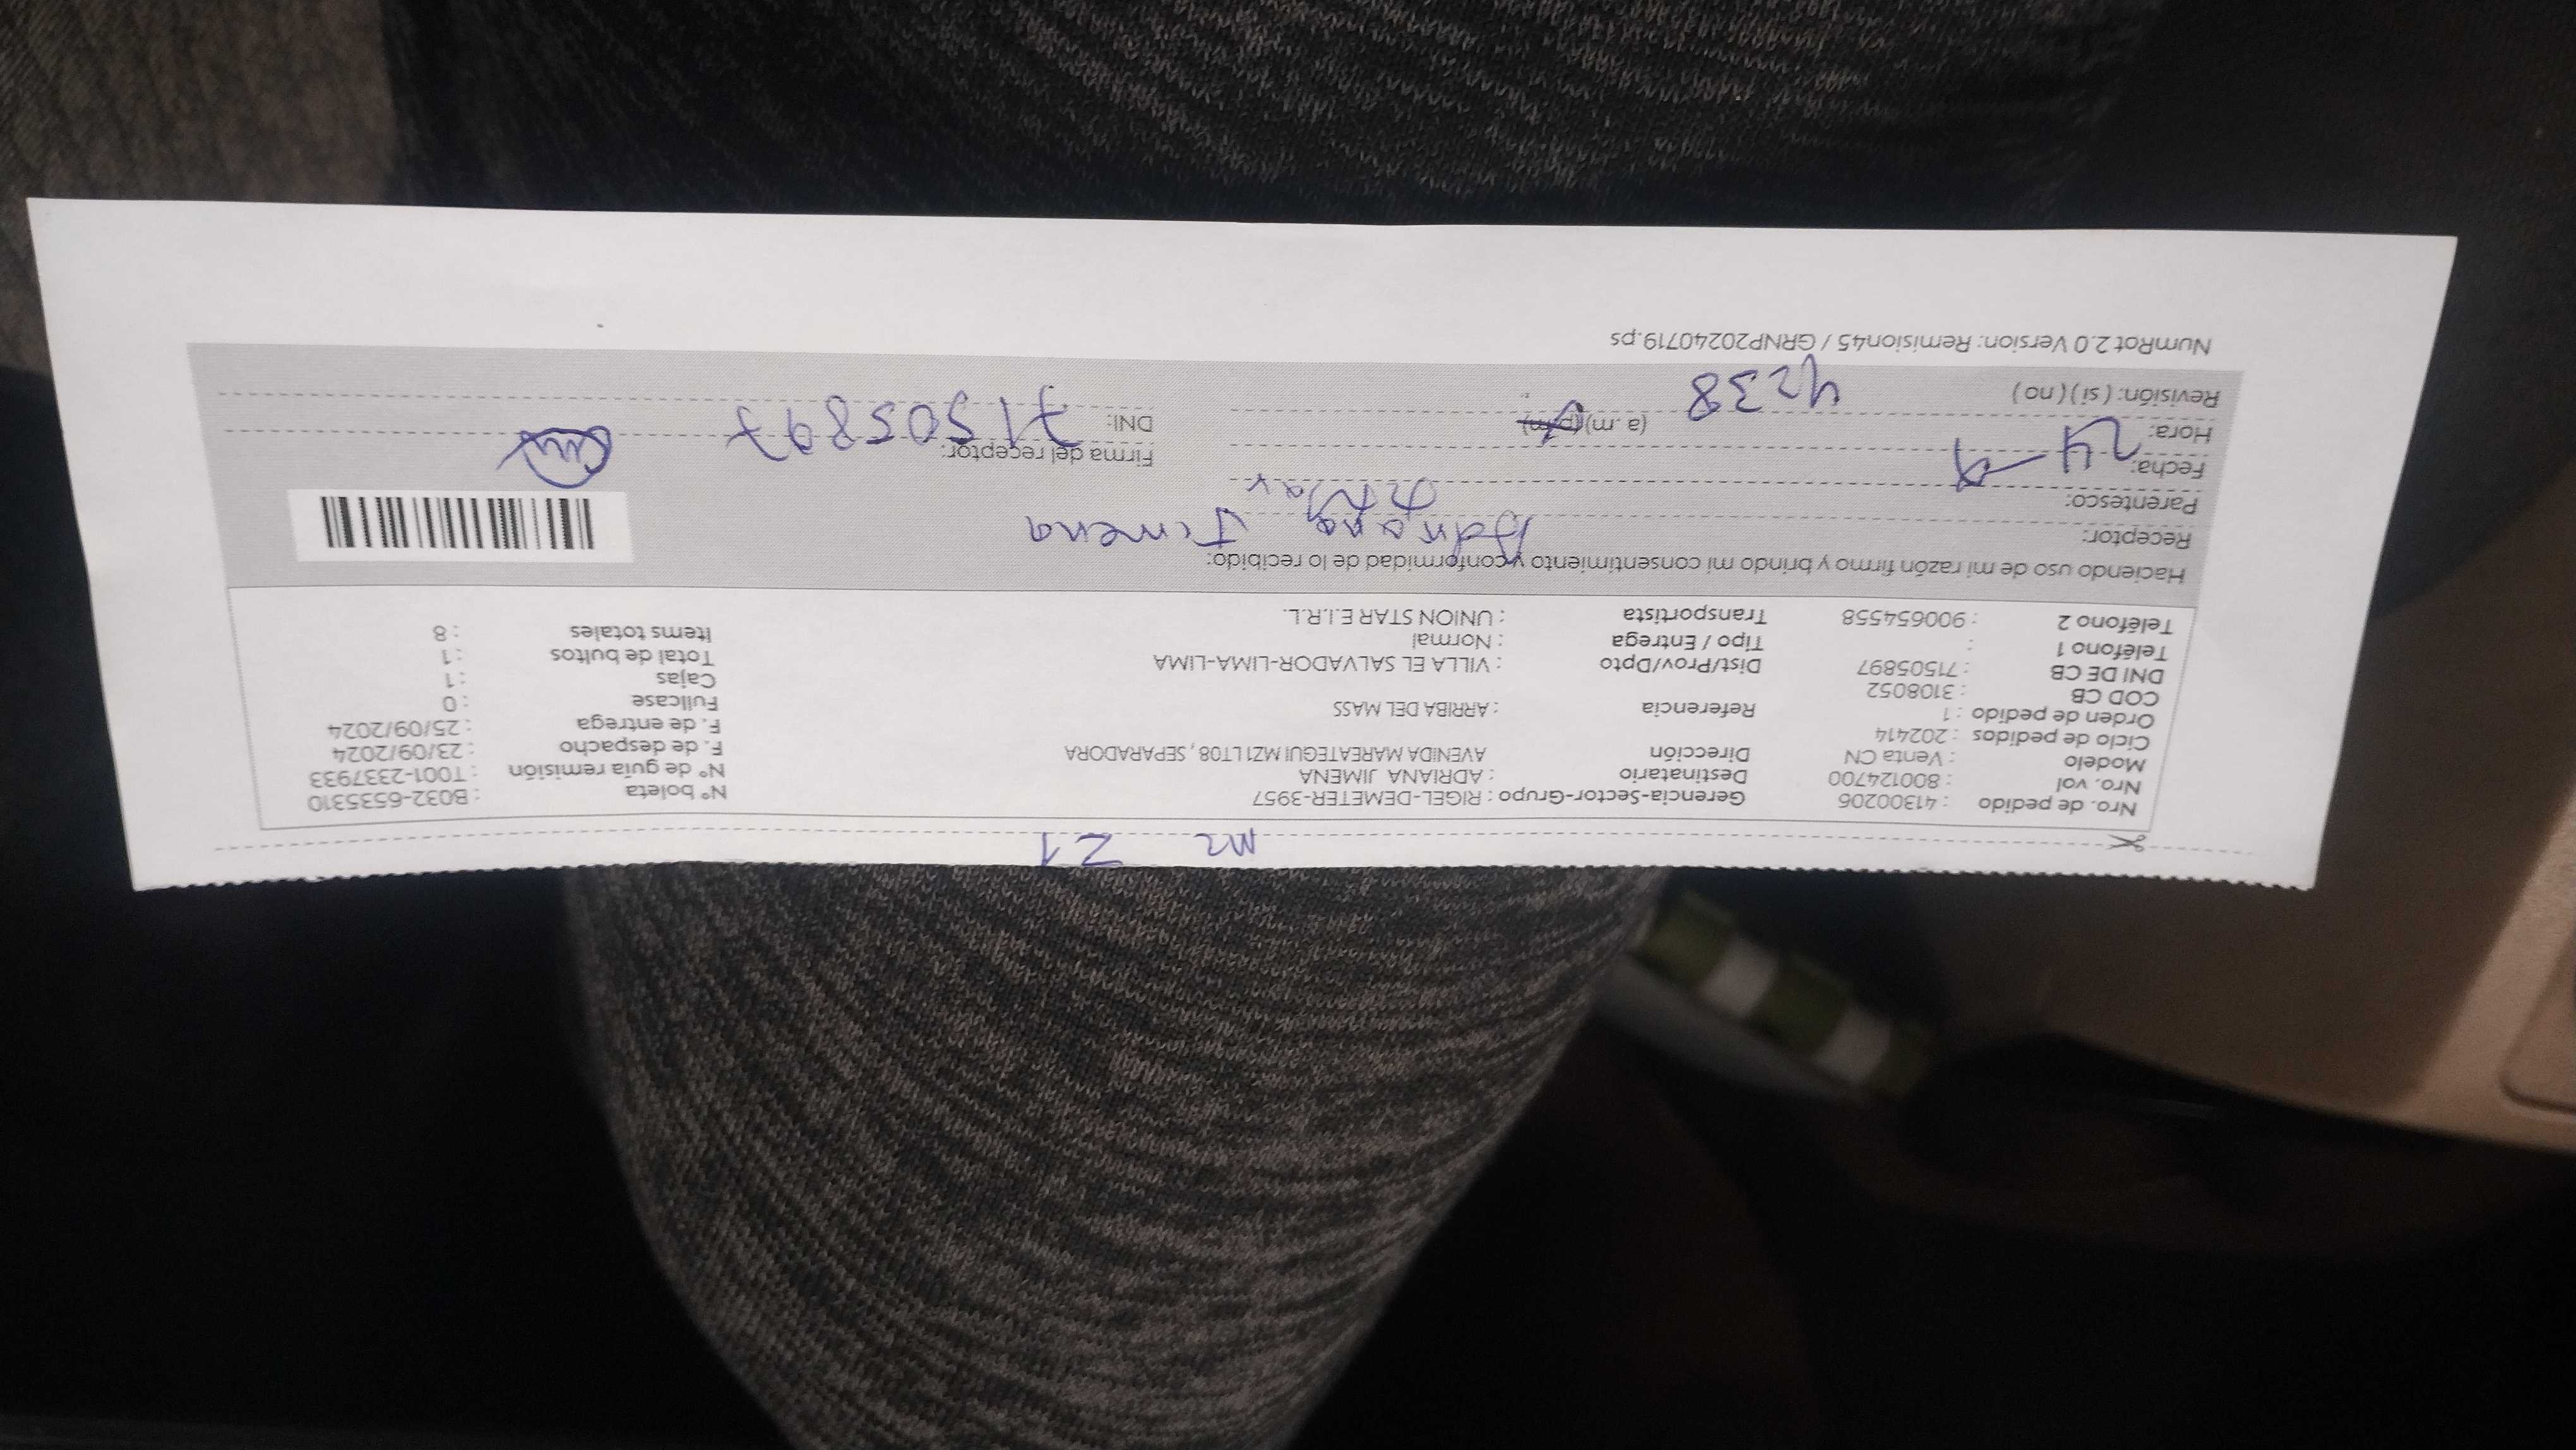 Mz Z1
Nro. de pedido : 41300206 Gerencia-Sector-Grupo : RIGEL-DEMETER-3957 N° boleta : B032-6535310
Nro. vol : 800124700 Destinatario : ADRIANA JIMENA N° de guía remisión : T001-2337933
Modelo : Venta CN Dirección AVENIDA MAREATEGUI MZ1 LT08 , SEPARADORA F. de despacho : 23/09/2024
Ciclo de pedidos : 202414 F. de entrega : 25/09/2024
Orden de pedido : 1 Referencia : ARRIBA DEL MASS Fullcase : 0
COD CB : 3108052 Cajas : 1
DNI DE CB : 71505897 Dist/Prov/Dpto : VILLA EL SALVADOR-LIMA-LIMA Total de bultos : 1
Teléfono 1 : Tipo / Entrega : Normal Items totales : 8
Teléfono 2 : 900654558 Transportista : UNION STAR E.I.R.L.
Haciendo uso de mi razón firmo y brindo mi consentimiento y conformidad de lo recibido:
Receptor: Adriana Jimena
Parentesco:
Fecha: 24-9 Firma del receptor:
Hora: 4:38 (a.m)(p.m) DNI: 71505897
Revisión: ( si ) ( no )
NumRot 2.0 Version: Remision45 / GRNP20240719.ps